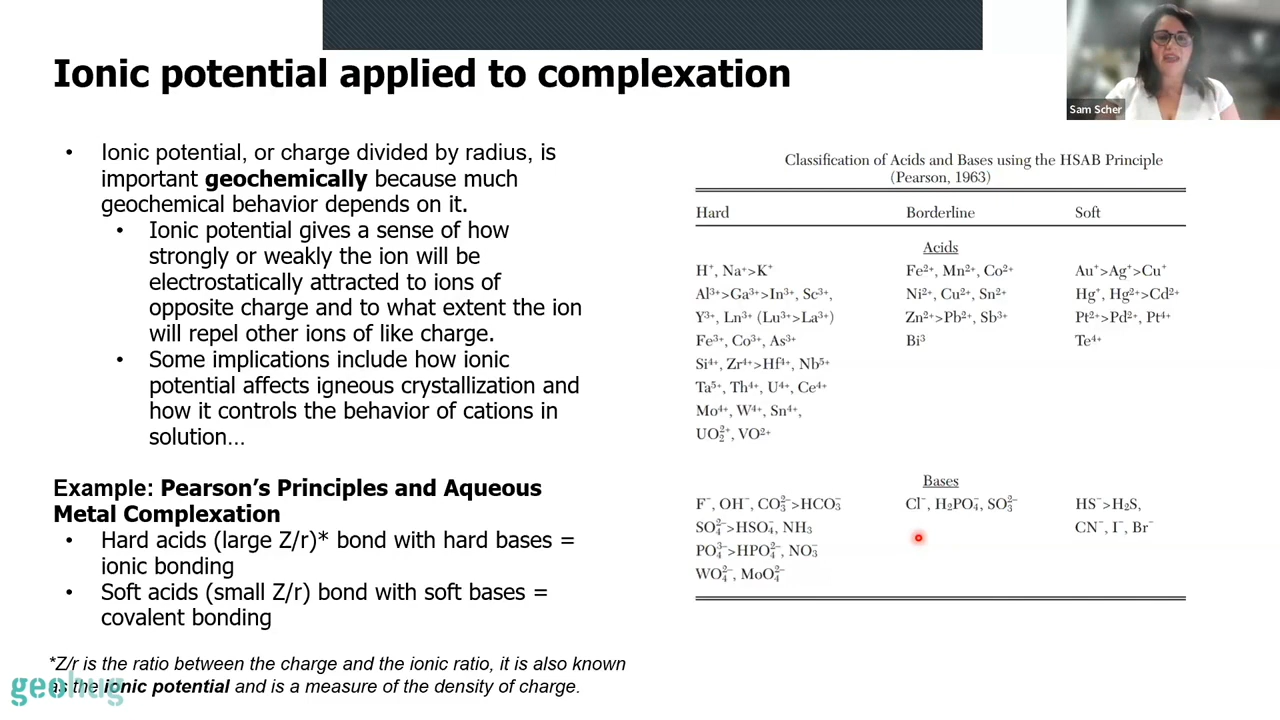 Ionic potential applied to complexation
Sam Scher
• Ionic potential, or charge divided by radius, is
important geochemically because much
geochemical behavior depends on it.
• Ionic potential gives a sense of how
strongly or weakly the ion will be
electrostatically attracted to ions of
opposite charge and to what extent the ion
will repel other ions of like charge.
• Some implications include how ionic
potential affects igneous crystallization and
how it controls the behavior of cations in
solution…
Example: Pearson's Principles and Aqueous
Metal Complexation
• Hard acids (large Z/r)* bond with hard bases =
ionic bonding
• Soft acids (small Z/r) bond with soft bases =
covalent bonding
*Z/r is the ratio between the charge and the ionic ratio, it is also known
as the ionic potential and is a measure of the density of charge.
geohug
Classification of Acids and Bases using the HSAB Principle
(Pearson, 1963)
Hard Borderline Soft
Acids
H⁺, Na⁺>K⁺ Fe²⁺, Mn²⁺, Co²⁺ Au⁺>Ag⁺>Cu⁺
Al³⁺>Ga³⁺>In³⁺, Sc³⁺, Ni²⁺, Cu²⁺, Sn²⁺ Hg⁺, Hg²⁺>Cd²⁺
Y³⁺, Ln³⁺ (Lu³⁺>La³⁺) Zn²⁺>Pb²⁺, Sb³⁺ Pt²⁺>Pd²⁺, Pt⁴⁺
Fe³⁺, Co³⁺, As³⁺ Bi³ Te⁴⁺
Si⁴⁺, Zr⁴⁺>Hf⁴⁺, Nb⁵⁺
Ta⁵⁺, Th⁴⁺, U⁴⁺, Ce⁴⁺
Mo⁴⁺, W⁴⁺, Sn⁴⁺,
UO₂²⁺, VO²⁺
Bases
F⁻, OH⁻, CO₃²⁻>HCO₃⁻ Cl⁻, H₂PO₄⁻, SO₃²⁻ HS⁻>H₂S,
SO₄²⁻>HSO₄⁻, NH₃ CN⁻, I⁻, Br⁻
PO₄³⁻>HPO₄²⁻, NO₃⁻
WO₄²⁻, MoO₄²⁻